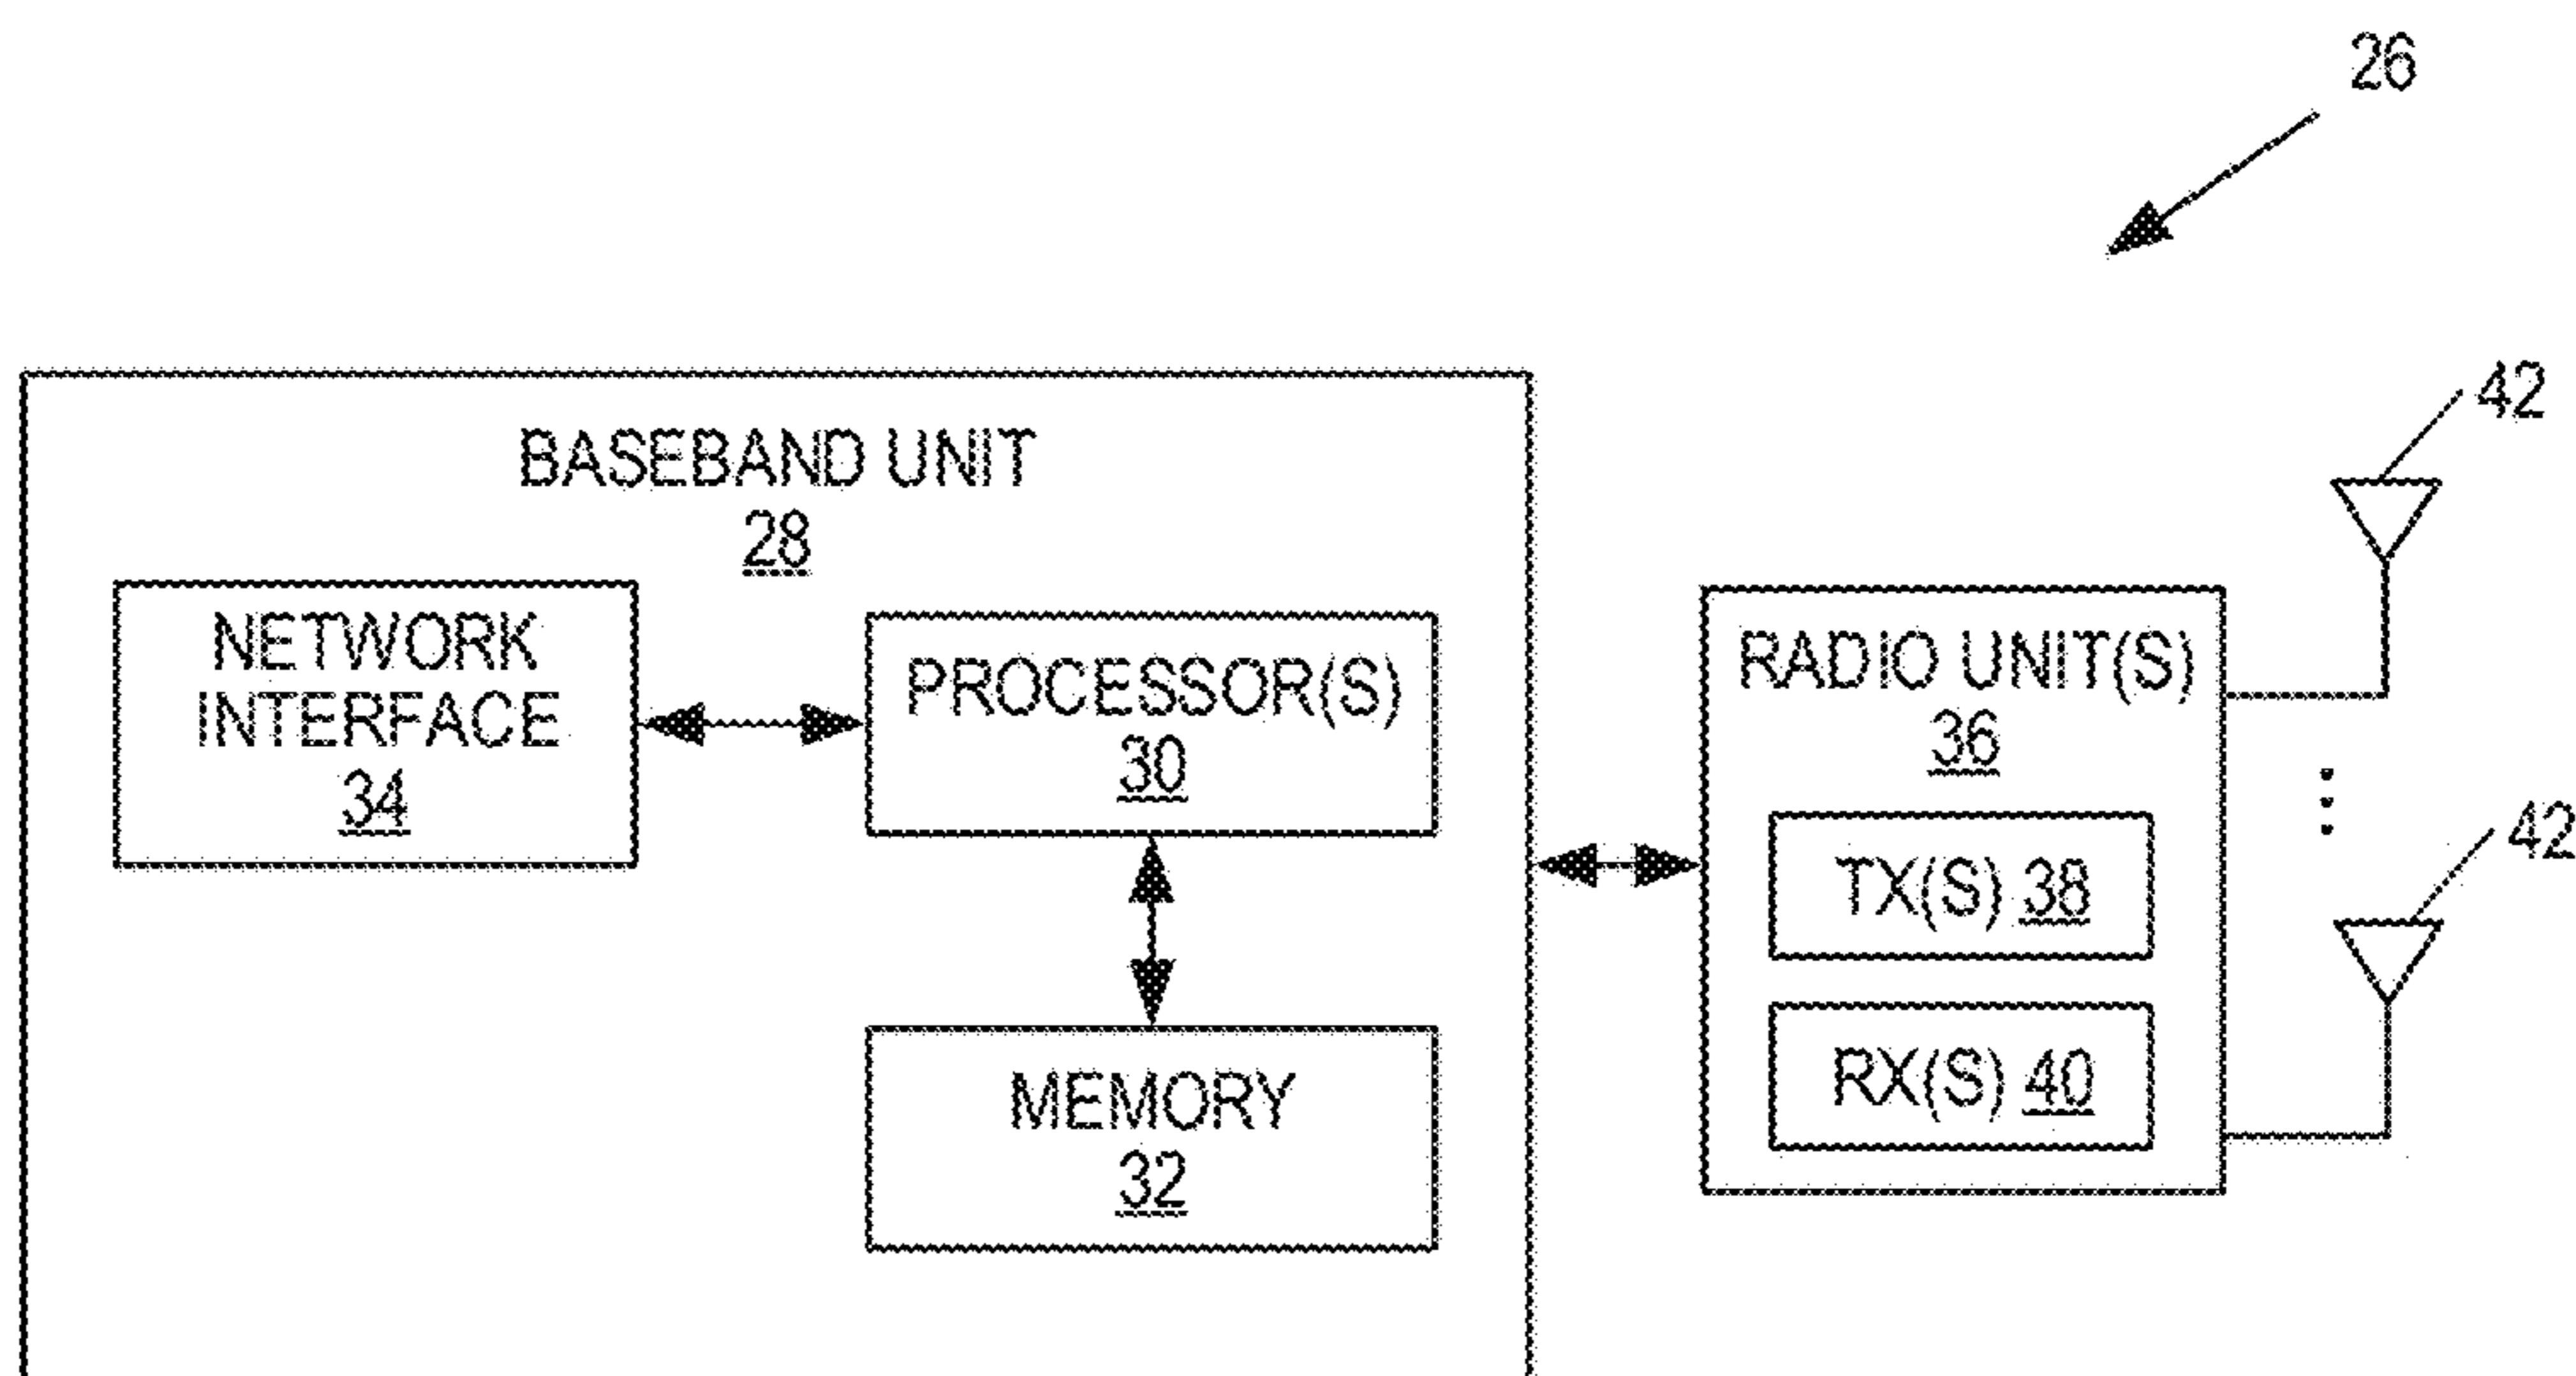 26
BASEBAND UNIT
28
NETWORK
INTERFACE
34
PROCESSOR(S)
30
MEMORY
32
RADIO UNIT(S)
36
TX(S) 38
RX(S) 40
42
42